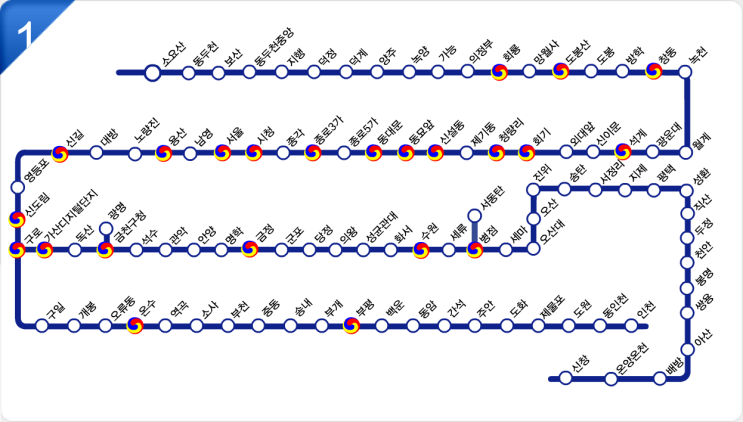 1
소요산
동두천
보산
동두천중앙
지행
덕정
덕계
양주
녹양
가능
의정부
회룡
망월사
도봉산
도봉
방학
창동
녹천
월계
광운대
석계
신이문
외대앞
회기
청량리
제기동
신설동
동묘앞
동대문
종로5가
종로3가
종각
시청
서울
남영
용산
노량진
대방
신길
영등포
신도림
구로
가산디지털단지
독산
광명
금천구청
석수
관악
안양
명학
금정
군포
당정
의왕
성균관대
화서
수원
세류
서동탄
병점
세마
오산대
오산
진위
송탄
서정리
지제
평택
성환
직산
두정
천안
봉명
쌍용
아산
배방
온양온천
신창
구일
개봉
오류동
온수
역곡
소사
부천
중동
송내
부개
부평
백운
동암
간석
주안
도화
제물포
도원
동인천
인천